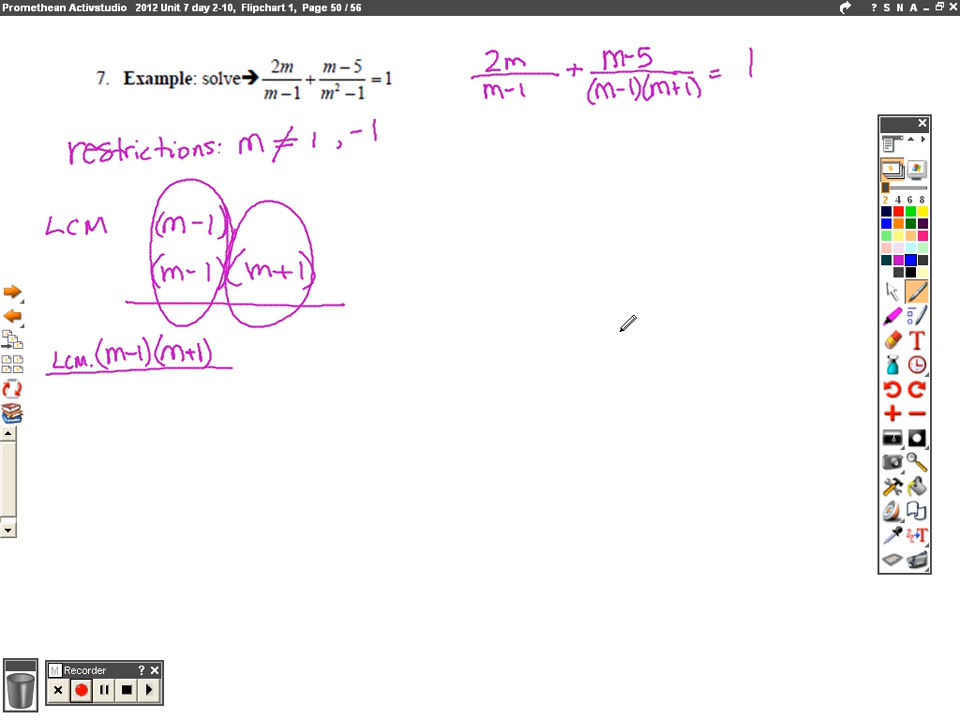 Promethean Activstudio 2012 Unit 7 day 2-10, Flipchart 1, Page 50 / 56
? S N A
7. Example: solve➔ 2m/(m−1) + (m−5)/(m²−1) = 1
2m/(m-1) + (m-5)/((m-1)(m+1)) = 1
restrictions: m ≠ 1, -1
LCM (m-1)
(m-1)(m+1)
LCM. (m-1)(m+1)
2 4 6 8
T
M Recorder ? ×